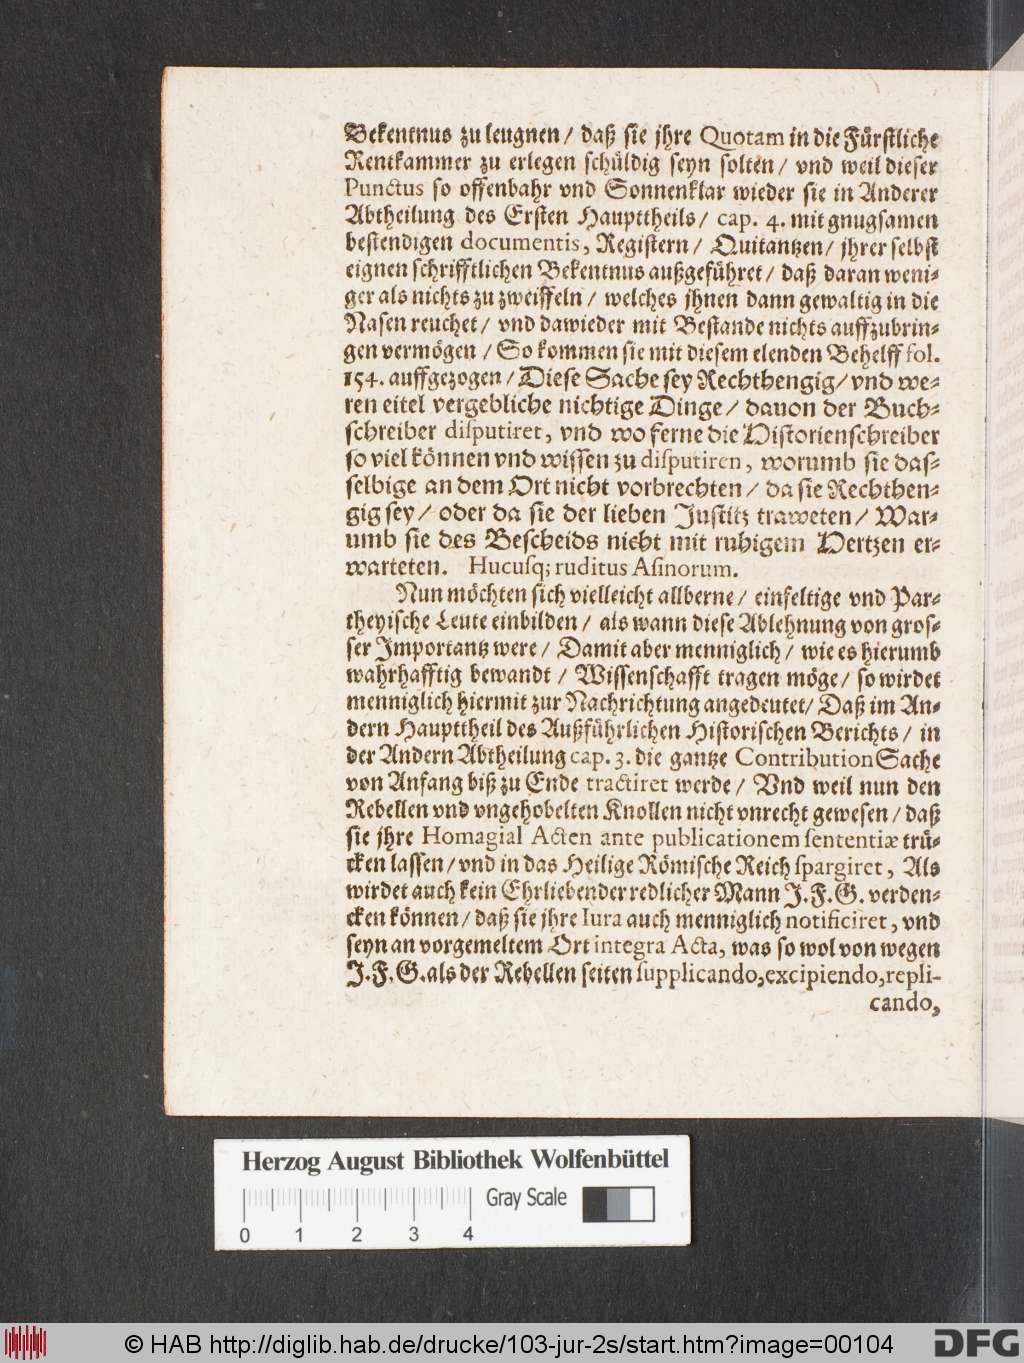 Bekentnus zu leugnen / daß sie jhre Quotam in die Fürstliche
Rentkammer zu erlegen schüldig seyn solten / vnd weil dieser
Punctus so offenbahr vnd Sonnenklar wieder sie in Anderer
Abtheilung des Ersten Haupttheils / cap. 4. mit gnugsamen
bestendigen documentis, Registern / Quitantzen / jhrer selbst
eignen schrifftlichen Bekentnus außgeführet / daß daran weni-
ger als nichts zu zweiffeln / welches jhnen dann gewaltig in die
Nasen reuchet / vnd dawieder mit Bestande nichts auffzubrin-
gen vermögen / So kommen sie mit diesem elenden Behelff fol.
154. auffgezogen / Diese Sache sey Rechthengig / vnd we-
ren eitel vergebliche nichtige Dinge / dauon der Buch-
schreiber disputiret, vnd wo ferne die Historienschreiber
so viel können vnd wissen zu disputiren, worumb sie das-
selbige an dem Ort nicht vorbrechten / da sie Rechthen-
gig sey / oder da sie der lieben Justitz traweten / War-
umb sie des Bescheids nicht mit ruhigem Hertzen er-
warteten. Hucusq; ruditus Asinorum.
Nun möchten sich vielleicht allberne / einfeltige vnd Par-
theyische Leute einbilden / als wann diese Ablehnung von gros-
ser Importantz were / Damit aber menniglich / wie es hierumb
wahrhafftig bewandt / Wissenschafft tragen möge / so wirdet
menniglich hiermit zur Nachrichtung angedeutet / Daß im An-
dern Haupttheil des Außführlichen Historischen Berichts / in
der Andern Abtheilung cap. 3. die gantze Contribution Sache
von Anfang biß zu Ende tractiret werde / Vnd weil nun den
Rebellen vnd vngehobelten Knollen nicht vnrecht gewesen / daß
sie jhre Homagial Acten ante publicationem sententiæ trü-
cken lassen / vnd in das Heilige Römische Reich spargiret, Als
wirdet auch kein Ehrliebender redlicher Mann J. F. G. verden-
cken können / daß sie jhre Iura auch menniglich notificiret, vnd
seyn an vorgemeltem Ort integra Acta, was so wol von wegen
J. F. G. als der Rebellen seiten supplicando, excipiendo, repli-
cando,
Herzog August Bibliothek Wolfenbüttel
Gray Scale
0 1 2 3 4
© HAB http://diglib.hab.de/drucke/103-jur-2s/start.htm?image=00104
DFG